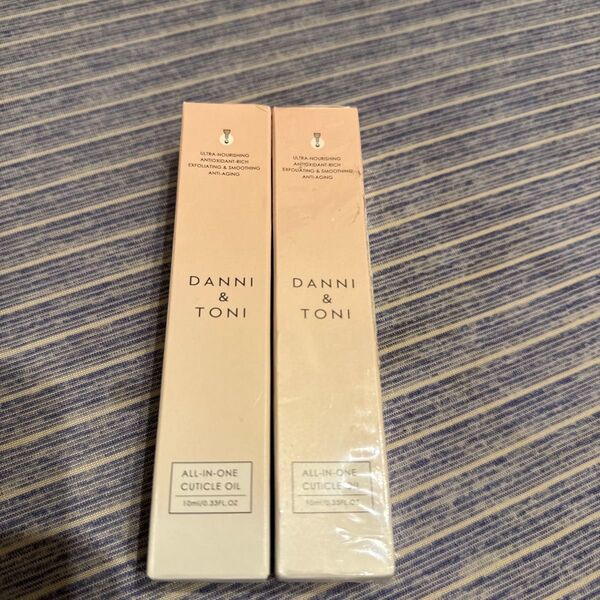 ULTRA-NOURISHING
ANTIOXIDANT-RICH
EXFOLIATING & SMOOTHING
ANTI-AGING
DANNI
&
TONI
ALL-IN-ONE
CUTICLE OIL
10ml/0.33FL.OZ
ULTRA-NOURISHING
ANTIOXIDANT-RICH
EXFOLIATING & SMOOTHING
ANTI-AGING
DANNI
&
TONI
ALL-IN-ONE
CUTICLE OIL
10ml/0.33FL.OZ